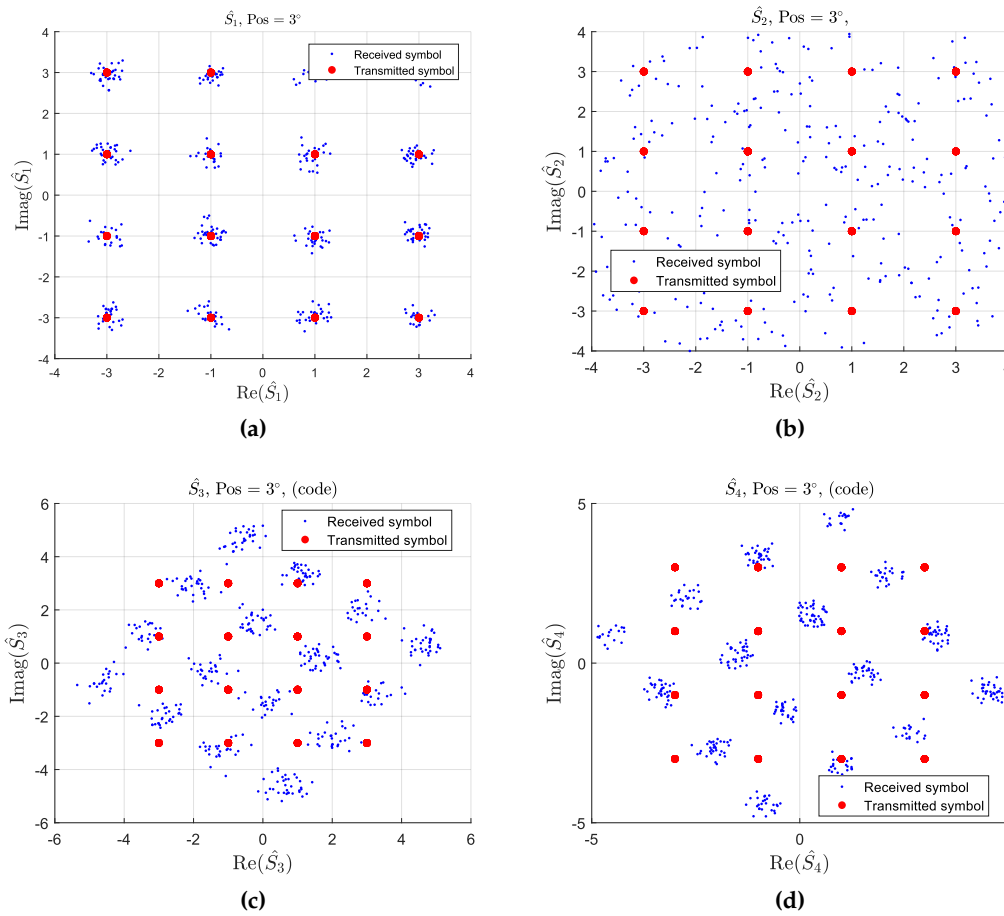 Ŝ₁, Pos = 3°
4
3
2
1
0
-1
-2
-3
-4
-4 -3 -2 -1 0 1 2 3 4
Imag(Ŝ₁)
Re(Ŝ₁)
Received symbol
Transmitted symbol
(a)
Ŝ₂, Pos = 3°,
4
3
2
1
0
-1
-2
-3
-4
-4 -3 -2 -1 0 1 2 3
Imag(Ŝ₂)
Re(Ŝ₂)
Received symbol
Transmitted symbol
(b)
Ŝ₃, Pos = 3°, (code)
6
4
2
0
-2
-4
-6
-6 -4 -2 0 2 4 6
Imag(Ŝ₃)
Re(Ŝ₃)
Received symbol
Transmitted symbol
(c)
Ŝ₄, Pos = 3°, (code)
5
0
-5
-5 0
Imag(Ŝ₄)
Re(Ŝ₄)
Received symbol
Transmitted symbol
(d)